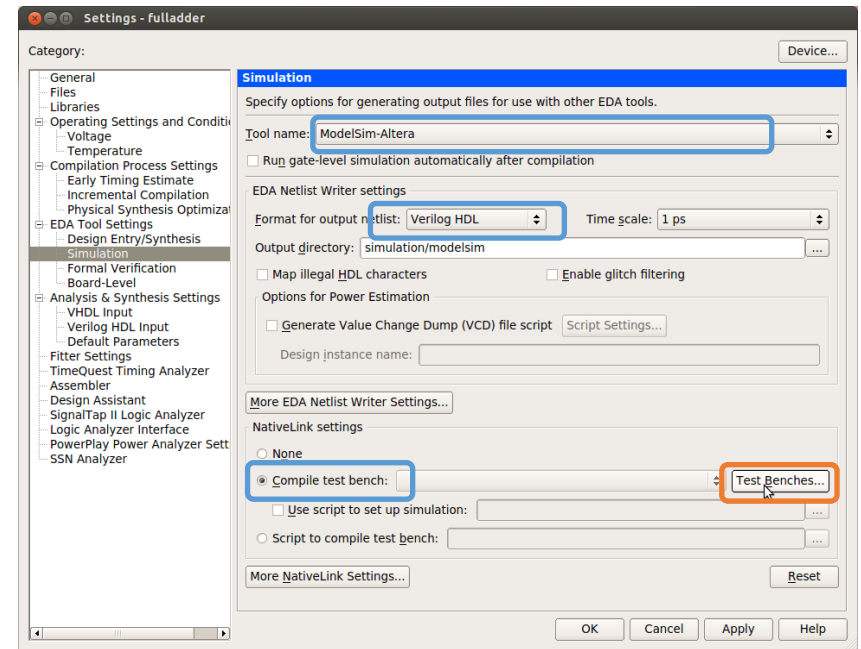 Settings - fulladder
Category:
Device...
General
Files
Libraries
Operating Settings and Conditi
Voltage
Temperature
Compilation Process Settings
Early Timing Estimate
Incremental Compilation
Physical Synthesis Optimizat
EDA Tool Settings
Design Entry/Synthesis
Simulation
Formal Verification
Board-Level
Analysis & Synthesis Settings
VHDL Input
Verilog HDL Input
Default Parameters
Fitter Settings
TimeQuest Timing Analyzer
Assembler
Design Assistant
SignalTap II Logic Analyzer
Logic Analyzer Interface
PowerPlay Power Analyzer Sett
SSN Analyzer
Simulation
Specify options for generating output files for use with other EDA tools.
Tool name: ModelSim-Altera
Run gate-level simulation automatically after compilation
EDA Netlist Writer settings
Format for output netlist: Verilog HDL Time scale: 1 ps
Output directory: simulation/modelsim ...
Map illegal HDL characters Enable glitch filtering
Options for Power Estimation
Generate Value Change Dump (VCD) file script Script Settings...
Design instance name:
More EDA Netlist Writer Settings...
NativeLink settings
None
Compile test bench: Test Benches...
Use script to set up simulation: ...
Script to compile test bench: ...
More NativeLink Settings... Reset
OK Cancel Apply Help